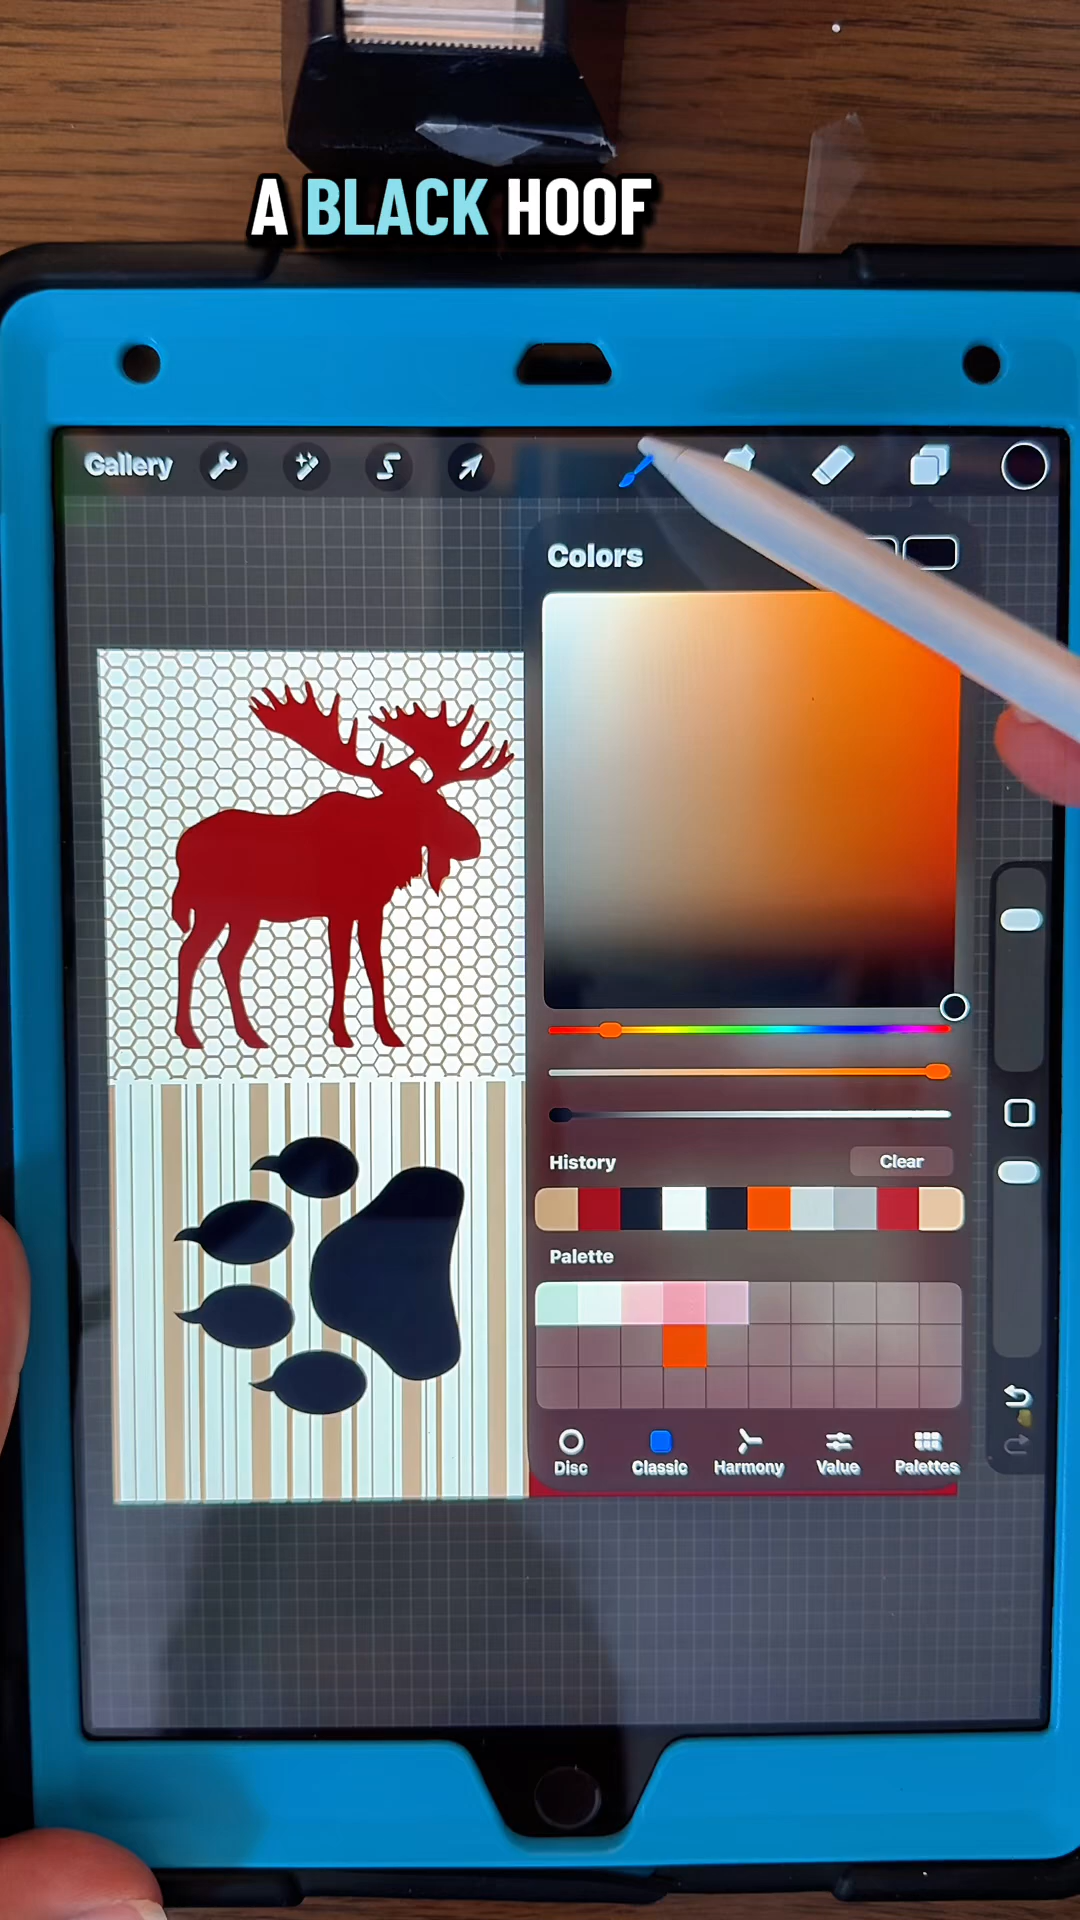 A BLACK HOOF
Gallery
Colors
History
Clear
Palette
Disc
Classic
Harmony
Value
Palettes